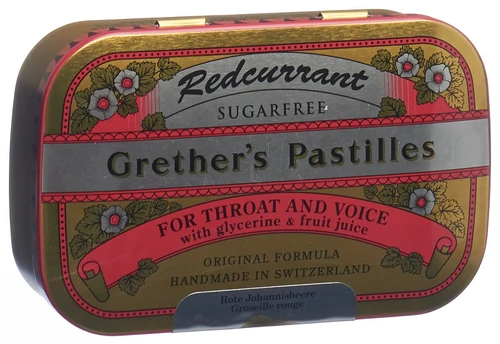 Redcurrant
SUGARFREE
Grether's Pastilles
FOR THROAT AND VOICE
with glycerine & fruit juice
ORIGINAL FORMULA
HANDMADE IN SWITZERLAND
Rote Johannisbeere
Groseille rouge